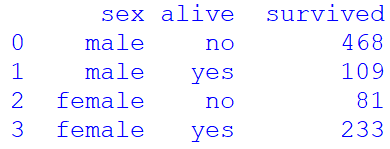 sex alive survived
0 male no 468
1 male yes 109
2 female no 81
3 female yes 233